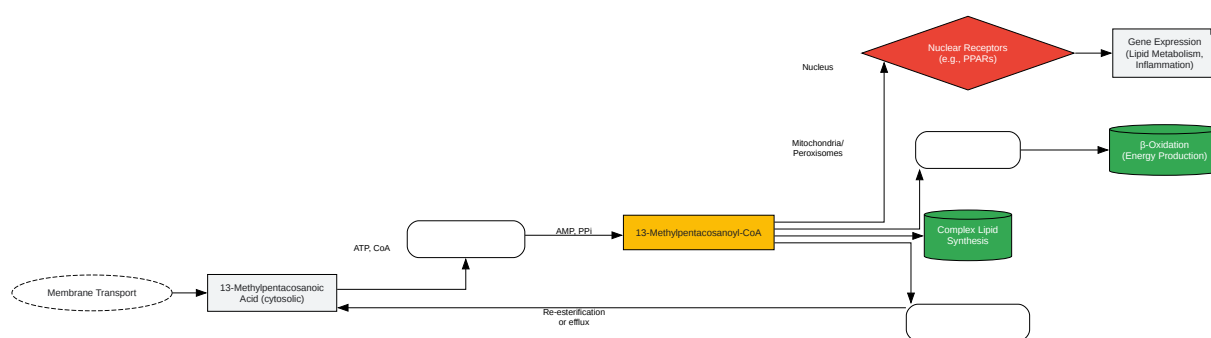 Nuclear Receptors
(e.g., PPARs)
Gene Expression
(Lipid Metabolism,
Inflammation)
Nucleus
Mitochondria/
Peroxisomes
β-Oxidation
(Energy Production)
ATP, CoA
AMP, PPi
13-Methylpentacosanoyl-CoA
Complex Lipid
Synthesis
Membrane Transport
13-Methylpentacosanoic
Acid (cytosolic)
Re-esterification
or efflux